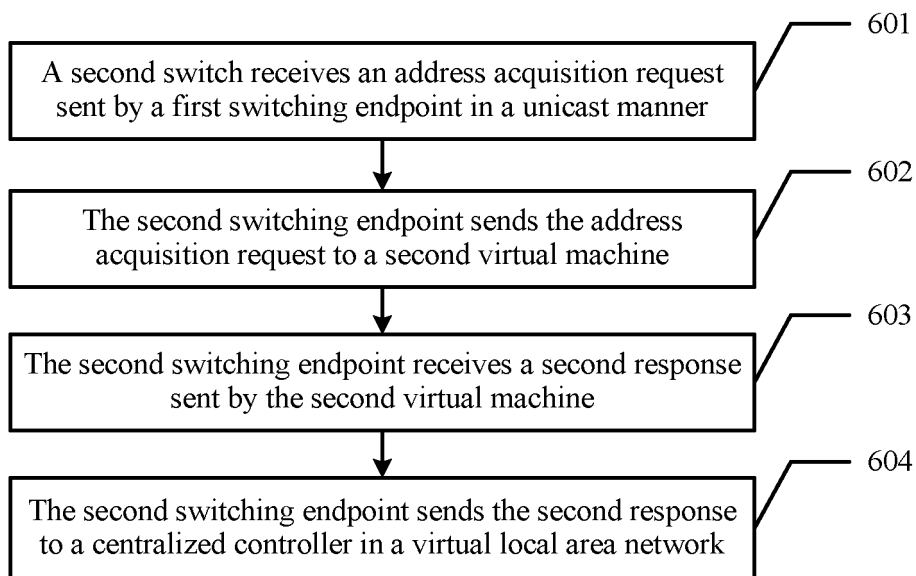 601
A second switch receives an address acquisition request
sent by a first switching endpoint in a unicast manner
602
The second switching endpoint sends the address
acquisition request to a second virtual machine
603
The second switching endpoint receives a second response
sent by the second virtual machine
604
The second switching endpoint sends the second response
to a centralized controller in a virtual local area network